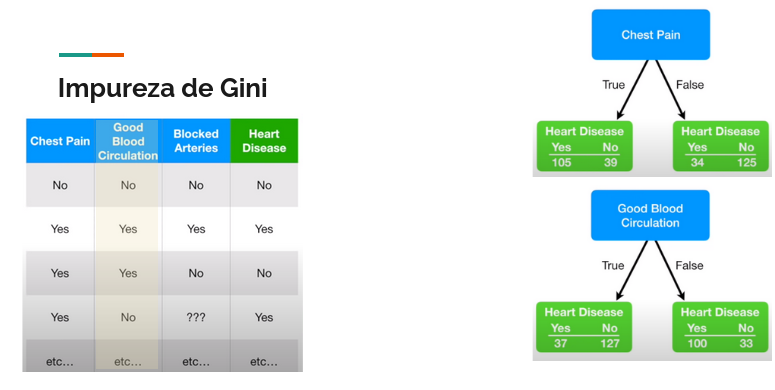 Impureza de Gini
Chest Pain
Good
Blood
Circulation
Blocked
Arteries
Heart
Disease
No No No No
Yes Yes Yes Yes
Yes Yes No No
Yes No ??? Yes
etc... etc... etc... etc...
Chest Pain
True False
Heart Disease
Yes No
105 39
Heart Disease
Yes No
34 125
Good Blood
Circulation
True False
Heart Disease
Yes No
37 127
Heart Disease
Yes No
100 33